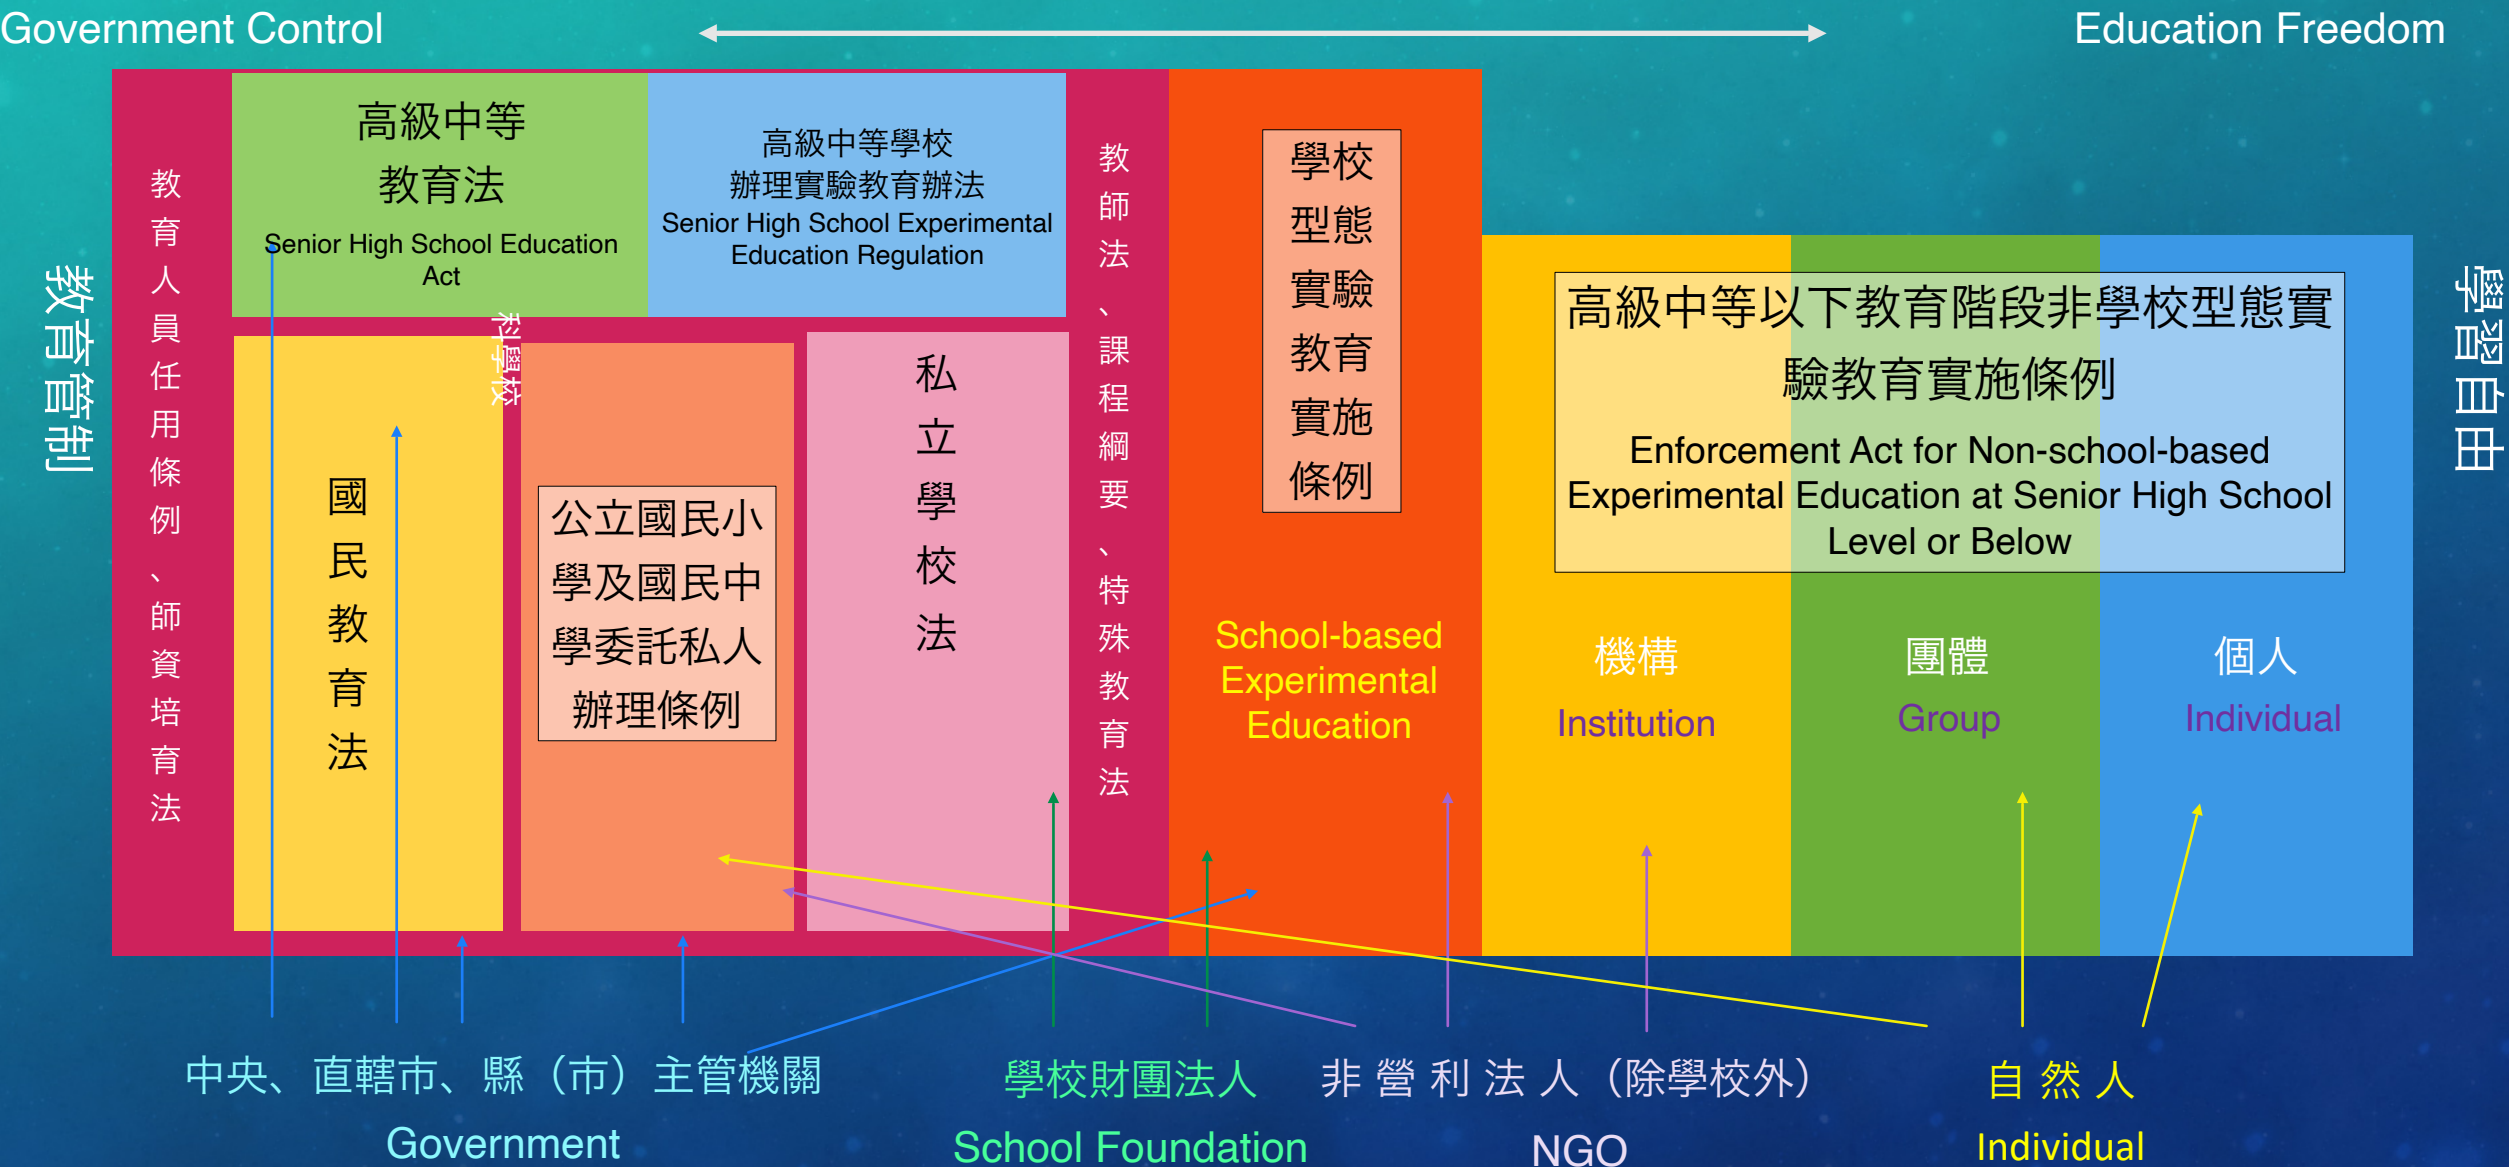 Government Control
Education Freedom
教育管制
教育人員任用條例、師資培育法
高級中等
教育法
Senior High School Education
Act
高級中等學校
辦理實驗教育辦法
Senior High School Experimental
Education Regulation
科學校
國民教育法
公立國民小
學及國民中
學委託私人
辦理條例
私立學校法
教師法、課程綱要、特殊教育法
學校
型態
實驗
教育
實施
條例
School-based
Experimental
Education
高級中等以下教育階段非學校型態實
驗教育實施條例
Enforcement Act for Non-school-based
Experimental Education at Senior High School
Level or Below
機構
Institution
團體
Group
個人
Individual
學習自由
中央、直轄市、縣（市）主管機關
Government
學校財團法人
School Foundation
非營利法人（除學校外）
NGO
自然人
Individual